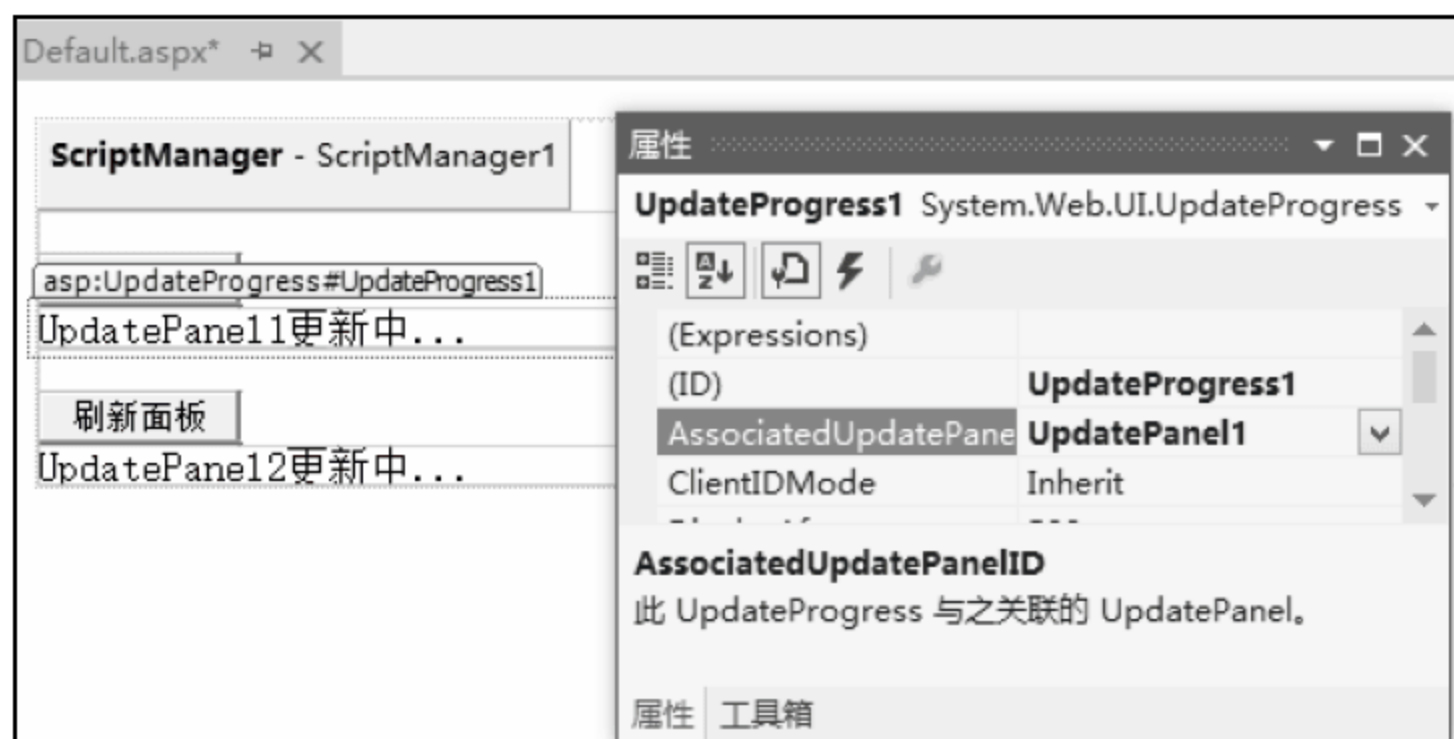 Default.aspx*
ScriptManager - ScriptManager1
asp:UpdateProgress#UpdateProgress1
UpdatePanel1更新中...
刷新面板
UpdatePanel2更新中...
属性
UpdateProgress1 System.Web.UI.UpdateProgress
(Expressions)
(ID) UpdateProgress1
AssociatedUpdatePane UpdatePanel1
ClientIDMode Inherit
AssociatedUpdatePanelID
此 UpdateProgress 与之关联的 UpdatePanel。
属性 工具箱